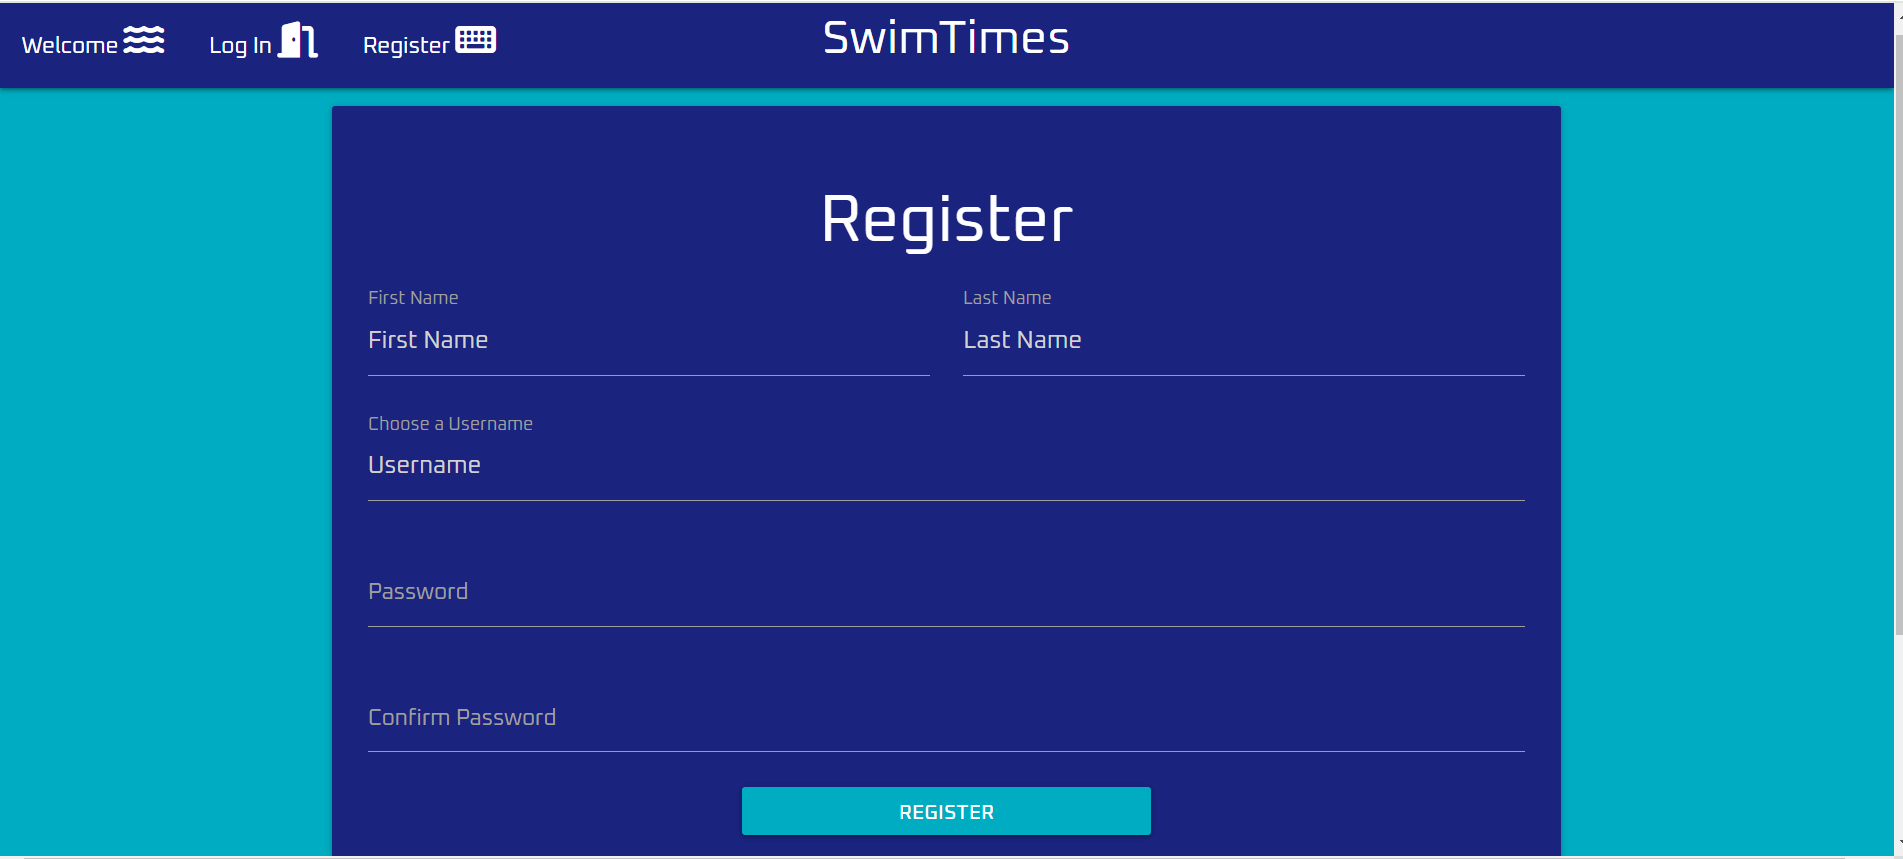 Welcome Log In Register SwimTimes
Register
First Name Last Name
First Name Last Name
Choose a Username
Username
Password
Confirm Password
REGISTER